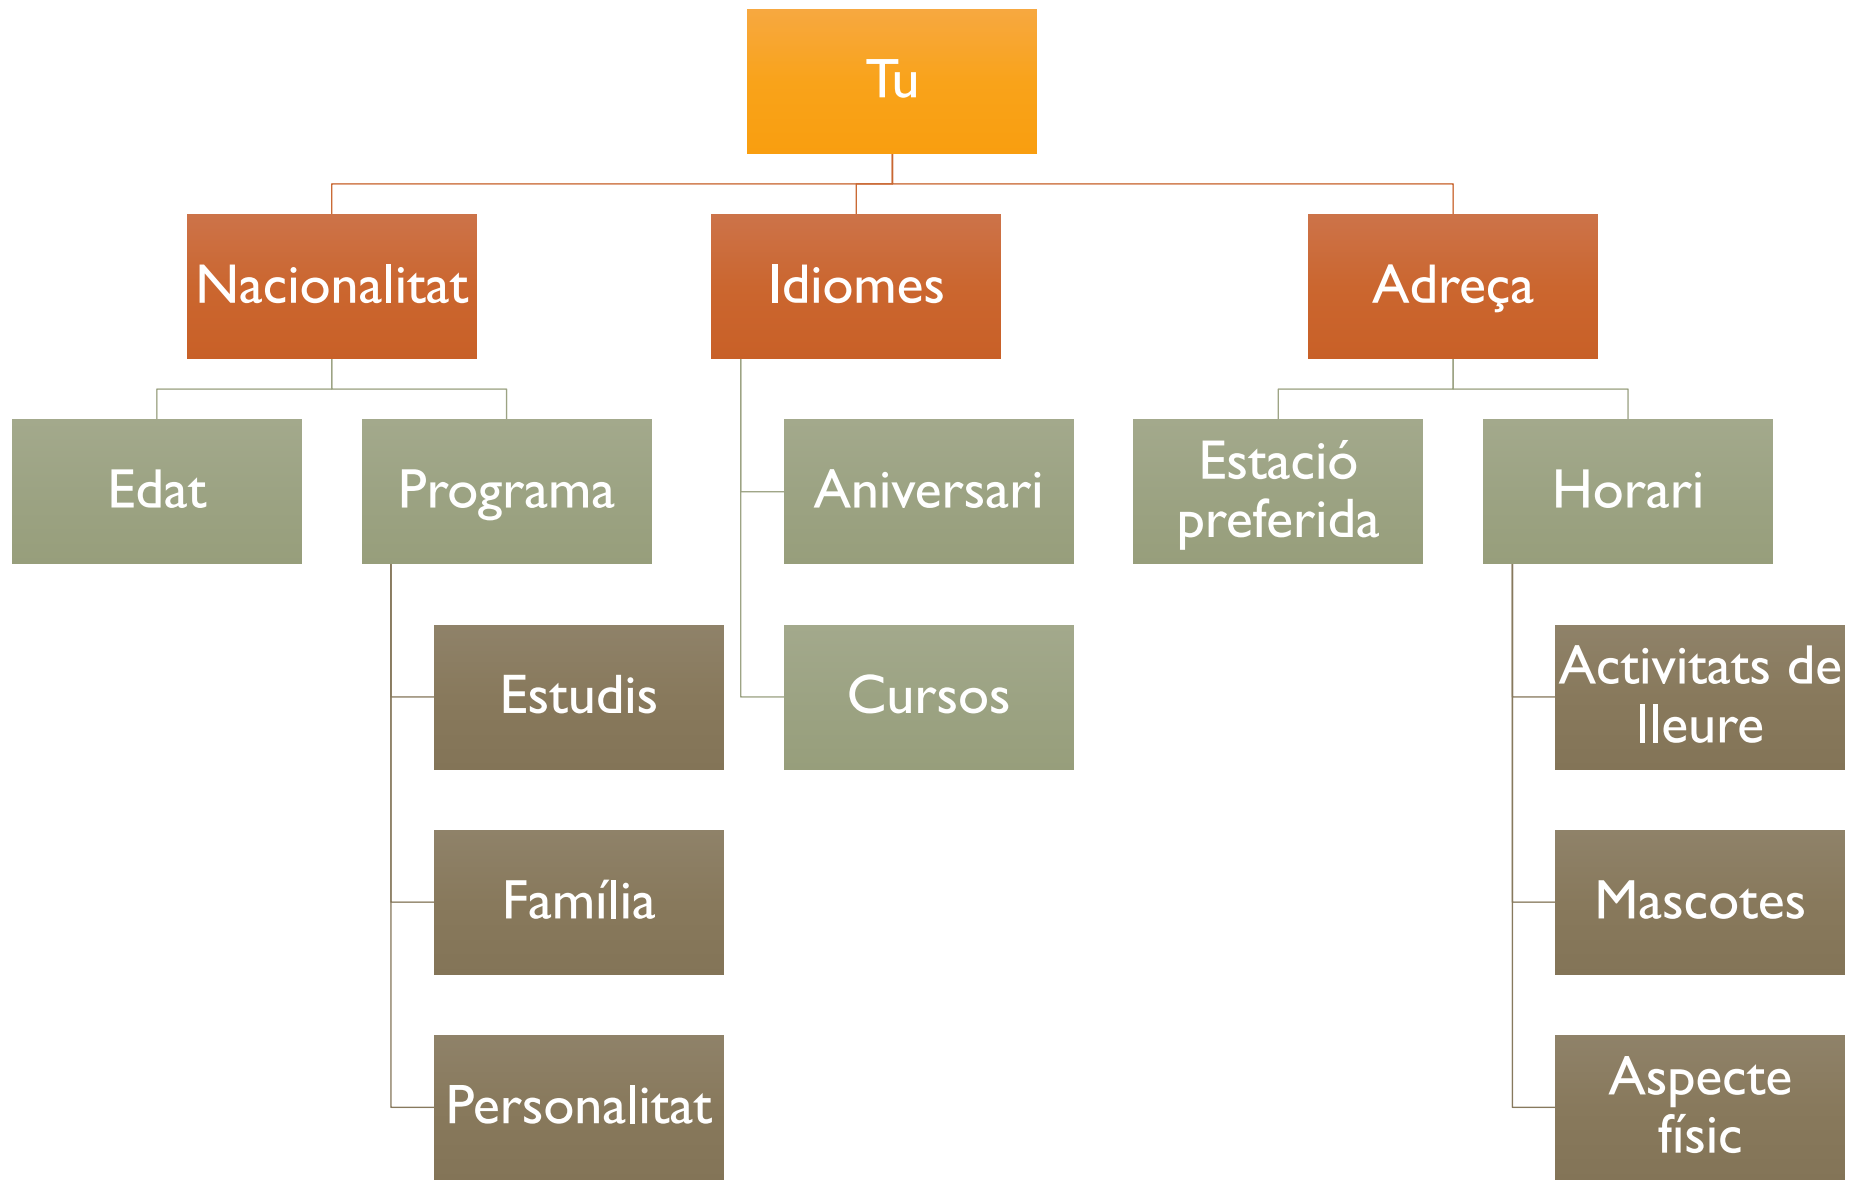 Tu
Nacionalitat
Idiomes
Adreça
Edat
Programa
Aniversari
Estació
preferida
Horari
Estudis
Cursos
Activitats de
lleure
Família
Mascotes
Personalitat
Aspecte
físic